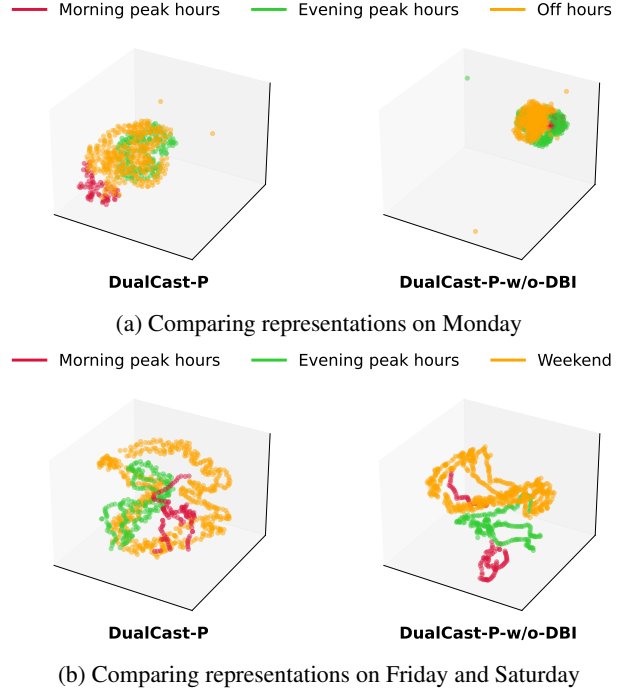 Morning peak hours Evening peak hours Off hours
DualCast-P DualCast-P-w/o-DBI
(a) Comparing representations on Monday
Morning peak hours Evening peak hours Weekend
DualCast-P DualCast-P-w/o-DBI
(b) Comparing representations on Friday and Saturday